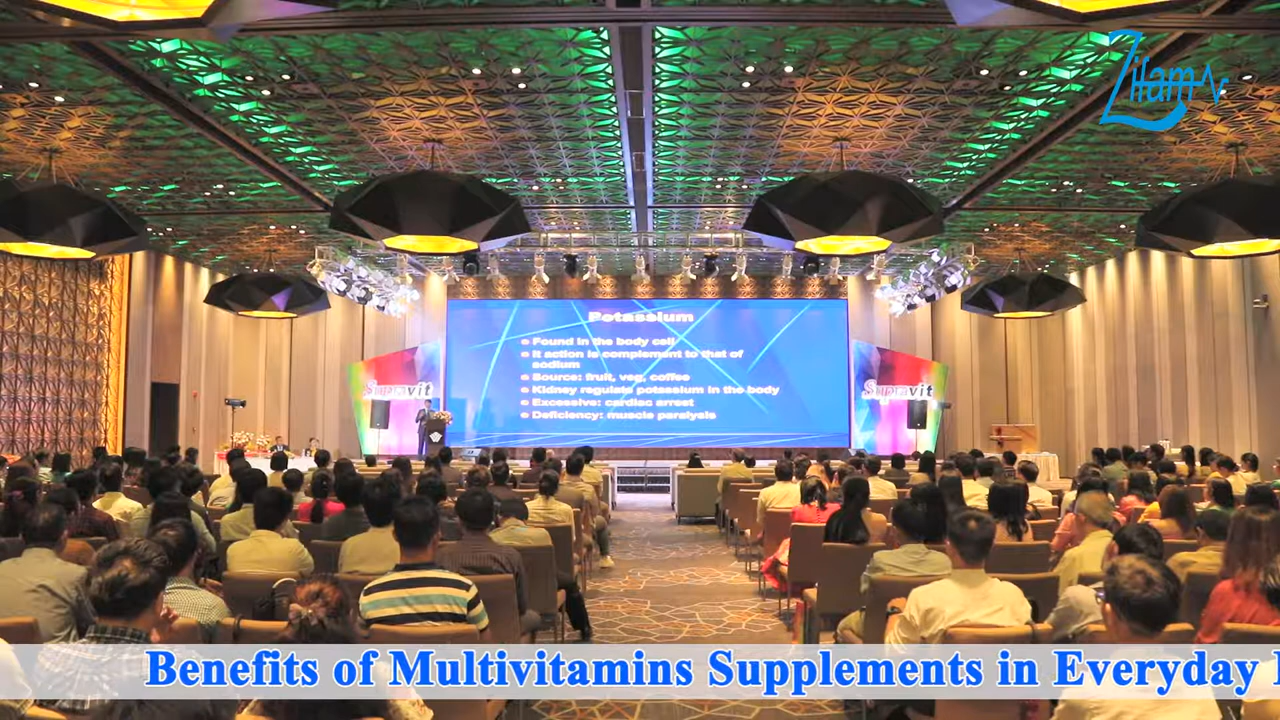 Zifam
Potassium
Found in the body cell
It action is complement to that of
sodium
Source: fruit, veg, coffee
Kidney regulate potassium in the body
Excessive: cardiac arrest
Deficiency: muscle paralysis
Supravit
Supravit
Benefits of Multivitamins Supplements in Everyday